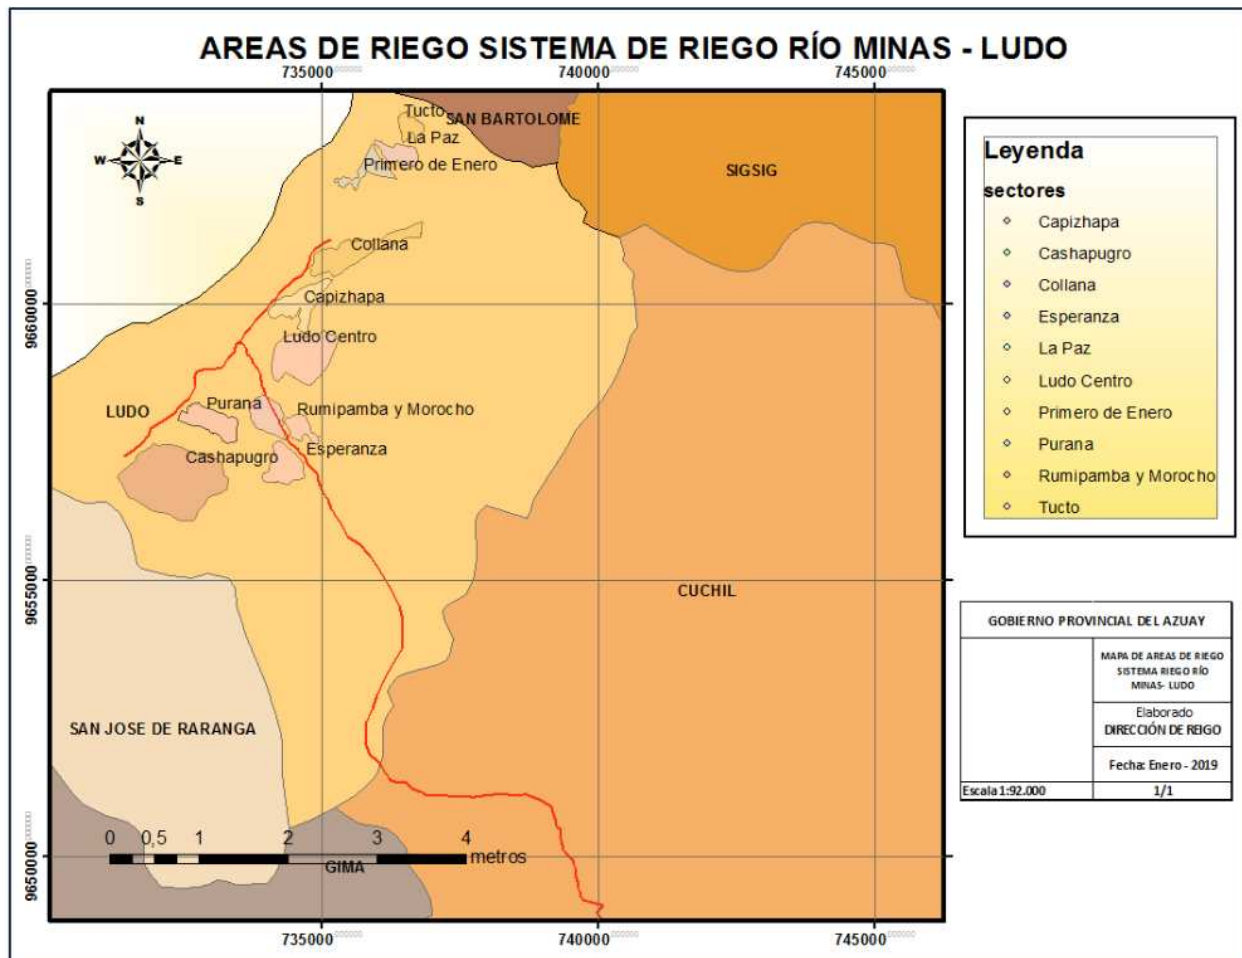 AREAS DE RIEGO SISTEMA DE RIEGO RÍO MINAS - LUDO
735000 740000 745000
N
W E
S
Tucto
SAN BARTOLOME
La Paz
Primero de Enero
SIGSIG
Collana
Capizhapa
9660000
Ludo Centro
LUDO
Purana
Rumipamba y Morocho
Cashapugro
Esperanza
9655000
CUCHIL
SAN JOSE DE RARANGA
0 0,5 1 2 3 4
metros
GIMA
9650000
735000 740000 745000
Leyenda
sectores
Capizhapa
Cashapugro
Collana
Esperanza
La Paz
Ludo Centro
Primero de Enero
Purana
Rumipamba y Morocho
Tucto
GOBIERNO PROVINCIAL DEL AZUAY
MAPA DE AREAS DE RIEGO
SISTEMA RIEGO RÍO
MINAS- LUDO
Elaborado
DIRECCIÓN DE REIGO
Fecha: Enero - 2019
Escala 1:92.000
1/1